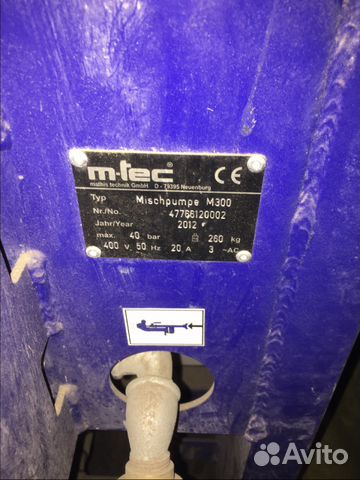 m-tec CE
mathis technik GmbH D - 79395 Neuenburg
Typ Mischpumpe M300
Nr./No. 47768120002
Jahr/Year 2012
max. 40 bar 260 kg
400 V, 50 Hz 20 A 3 ~AC
Avito